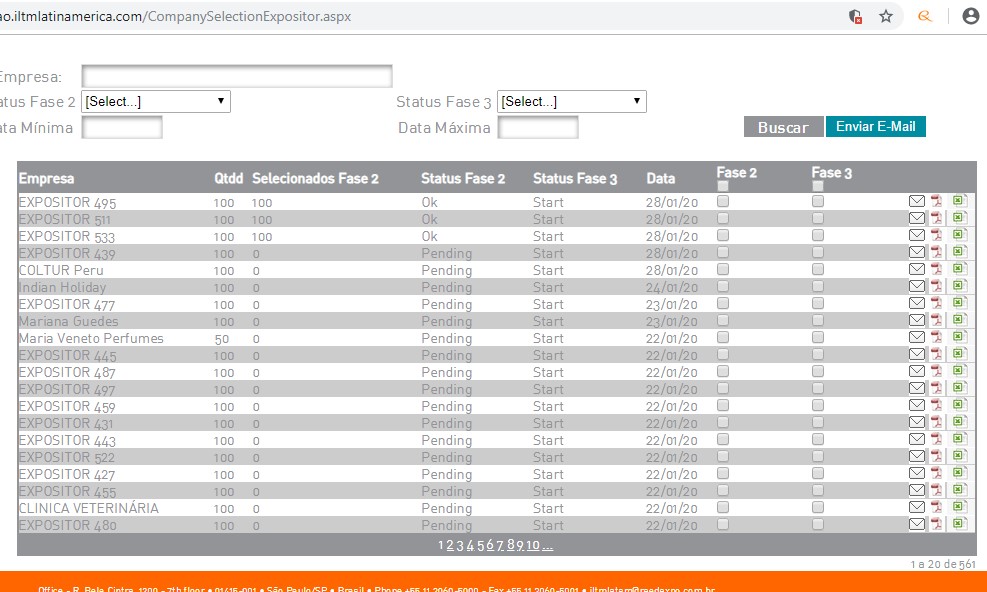 ao.iltmlatinamerica.com/CompanySelectionExpositor.aspx
Empresa:
atus Fase 2 [Select...] Status Fase 3 [Select...]
ata Mínima Data Máxima Buscar Enviar E-Mail
Empresa Qtdd Selecionados Fase 2 Status Fase 2 Status Fase 3 Data Fase 2 Fase 3
EXPOSITOR 495 100 100 Ok Start 28/01/20
EXPOSITOR 511 100 100 Ok Start 28/01/20
EXPOSITOR 533 100 100 Ok Start 28/01/20
EXPOSITOR 439 100 0 Pending Start 28/01/20
COLTUR Peru 100 0 Pending Start 28/01/20
Indian Holiday 100 0 Pending Start 24/01/20
EXPOSITOR 477 100 0 Pending Start 23/01/20
Mariana Guedes 100 0 Pending Start 23/01/20
Maria Veneto Perfumes 50 0 Pending Start 22/01/20
EXPOSITOR 445 100 0 Pending Start 22/01/20
EXPOSITOR 487 100 0 Pending Start 22/01/20
EXPOSITOR 497 100 0 Pending Start 22/01/20
EXPOSITOR 459 100 0 Pending Start 22/01/20
EXPOSITOR 431 100 0 Pending Start 22/01/20
EXPOSITOR 443 100 0 Pending Start 22/01/20
EXPOSITOR 522 100 0 Pending Start 22/01/20
EXPOSITOR 427 100 0 Pending Start 22/01/20
EXPOSITOR 455 100 0 Pending Start 22/01/20
CLINICA VETERINÁRIA 100 0 Pending Start 22/01/20
EXPOSITOR 480 100 0 Pending Start 22/01/20
1 2 3 4 5 6 7 8 9 10 ...
1 a 20 de 561
Office - R. Bela Cintra, 1200 - 7th floor • 01415-001 • São Paulo/SP • Brasil • Phone +55 11 3060-5000 - Fax +55 11 3060-5001 • iltmlatam@reedexpo.com.br